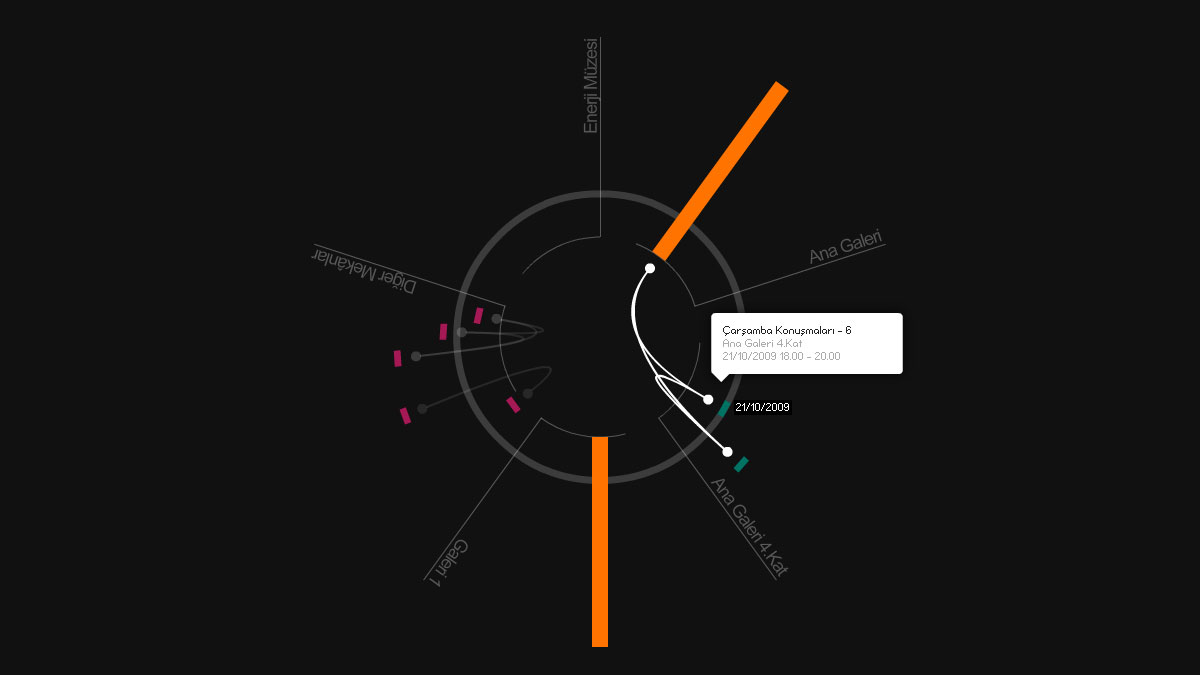 Enerji Müzesi
Ana Galeri
Diğer Mekânlar
Çarşamba Konuşmaları - 6
Ana Galeri 4.Kat
21/10/2009 18.00 - 20.00
21/10/2009
Ana Galeri 4.Kat
Galeri 1